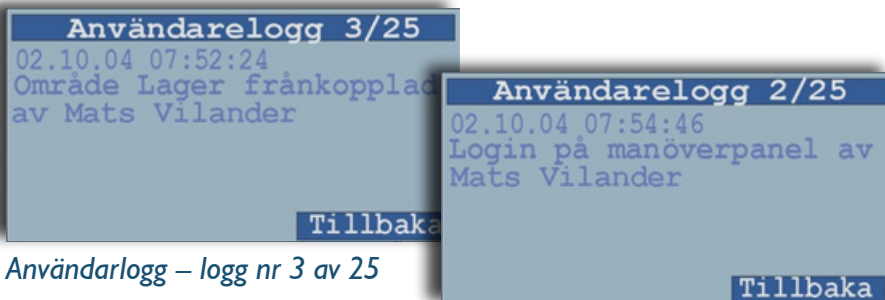 Användarelogg 3/25
02.10.04 07:52:24
Område Lager frånkopplad
av Mats Vilander
Tillbaka
Användarlogg – logg nr 3 av 25
Användarelogg 2/25
02.10.04 07:54:46
Login på manöverpanel av
Mats Vilander
Tillbaka